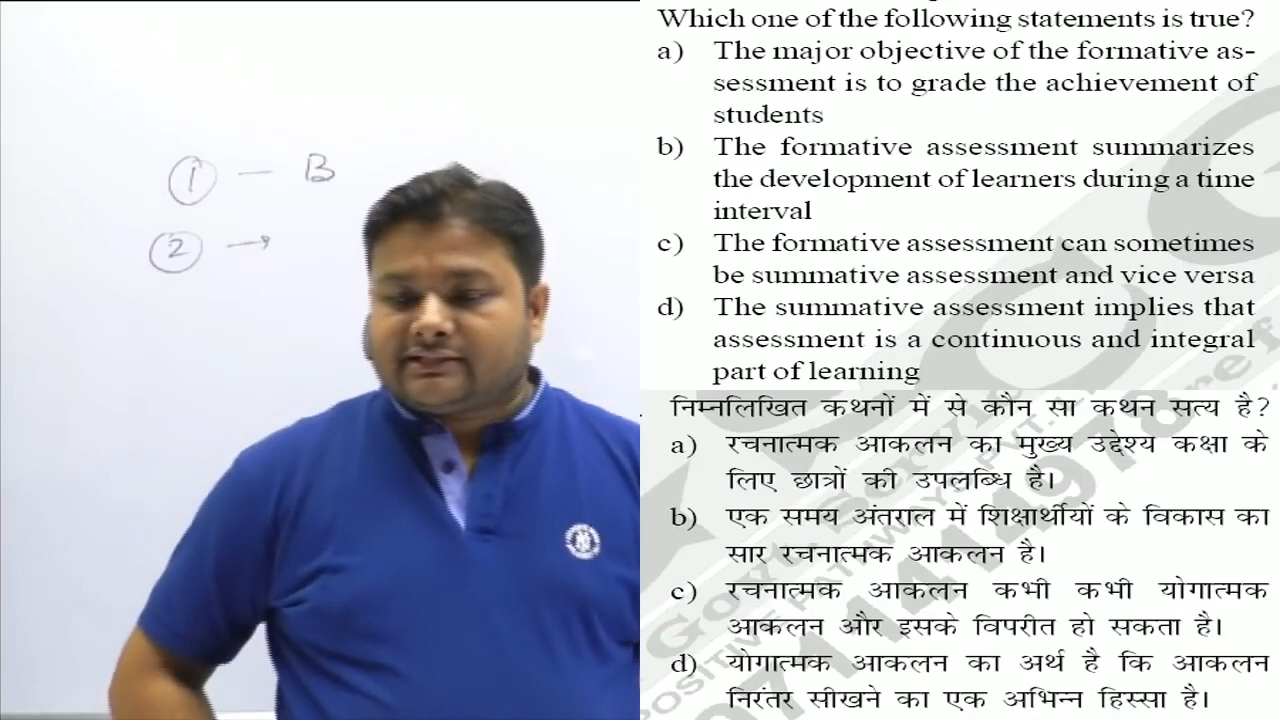 1 — B
2 →
Which one of the following statements is true?
a) The major objective of the formative as-
sessment is to grade the achievement of
students
b) The formative assessment summarizes
the development of learners during a time
interval
c) The formative assessment can sometimes
be summative assessment and vice versa
d) The summative assessment implies that
assessment is a continuous and integral
part of learning
निम्नलिखित कथनों में से कौन सा कथन सत्य है?
a) रचनात्मक आकलन का मुख्य उद्देश्य कक्षा के
लिए छात्रों की उपलब्धि है।
b) एक समय अंतराल में शिक्षार्थीयों के विकास का
सार रचनात्मक आकलन है।
c) रचनात्मक आकलन कभी कभी योगात्मक
आकलन और इसके विपरीत हो सकता है।
d) योगात्मक आकलन का अर्थ है कि आकलन
निरंतर सीखने का एक अभिन्न हिस्सा है।